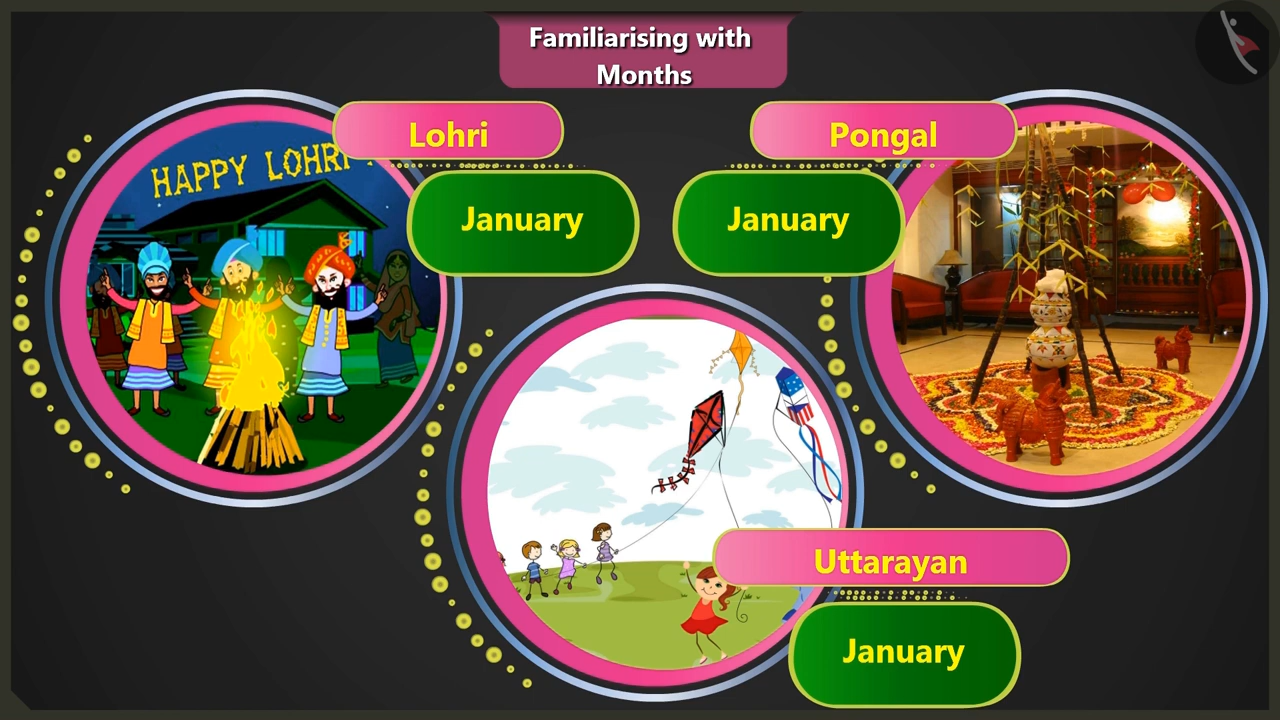 Familiarising with
Months
Lohri
January
Pongal
January
HAPPY LOHRI
Uttarayan
January